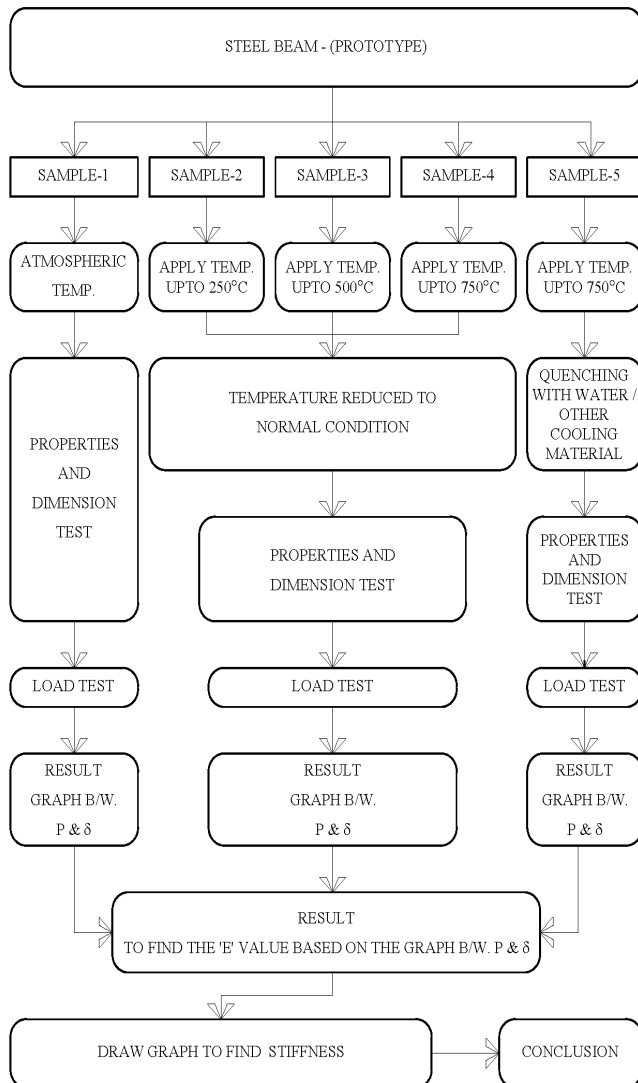 STEEL BEAM - (PROTOTYPE)
SAMPLE-1
SAMPLE-2
SAMPLE-3
SAMPLE-4
SAMPLE-5
ATMOSPHERIC
TEMP.
APPLY TEMP.
UPTO 250°C
APPLY TEMP.
UPTO 500°C
APPLY TEMP.
UPTO 750°C
APPLY TEMP.
UPTO 750°C
PROPERTIES
AND
DIMENSION
TEST
TEMPERATURE REDUCED TO
NORMAL CONDITION
QUENCHING
WITH WATER /
OTHER
COOLING
MATERIAL
PROPERTIES AND
DIMENSION TEST
PROPERTIES
AND
DIMENSION
TEST
LOAD TEST
LOAD TEST
LOAD TEST
RESULT
GRAPH B/W.
P & δ
RESULT
GRAPH B/W.
P & δ
RESULT
GRAPH B/W.
P & δ
RESULT
TO FIND THE 'E' VALUE BASED ON THE GRAPH B/W. P & δ
DRAW GRAPH TO FIND STIFFNESS
CONCLUSION